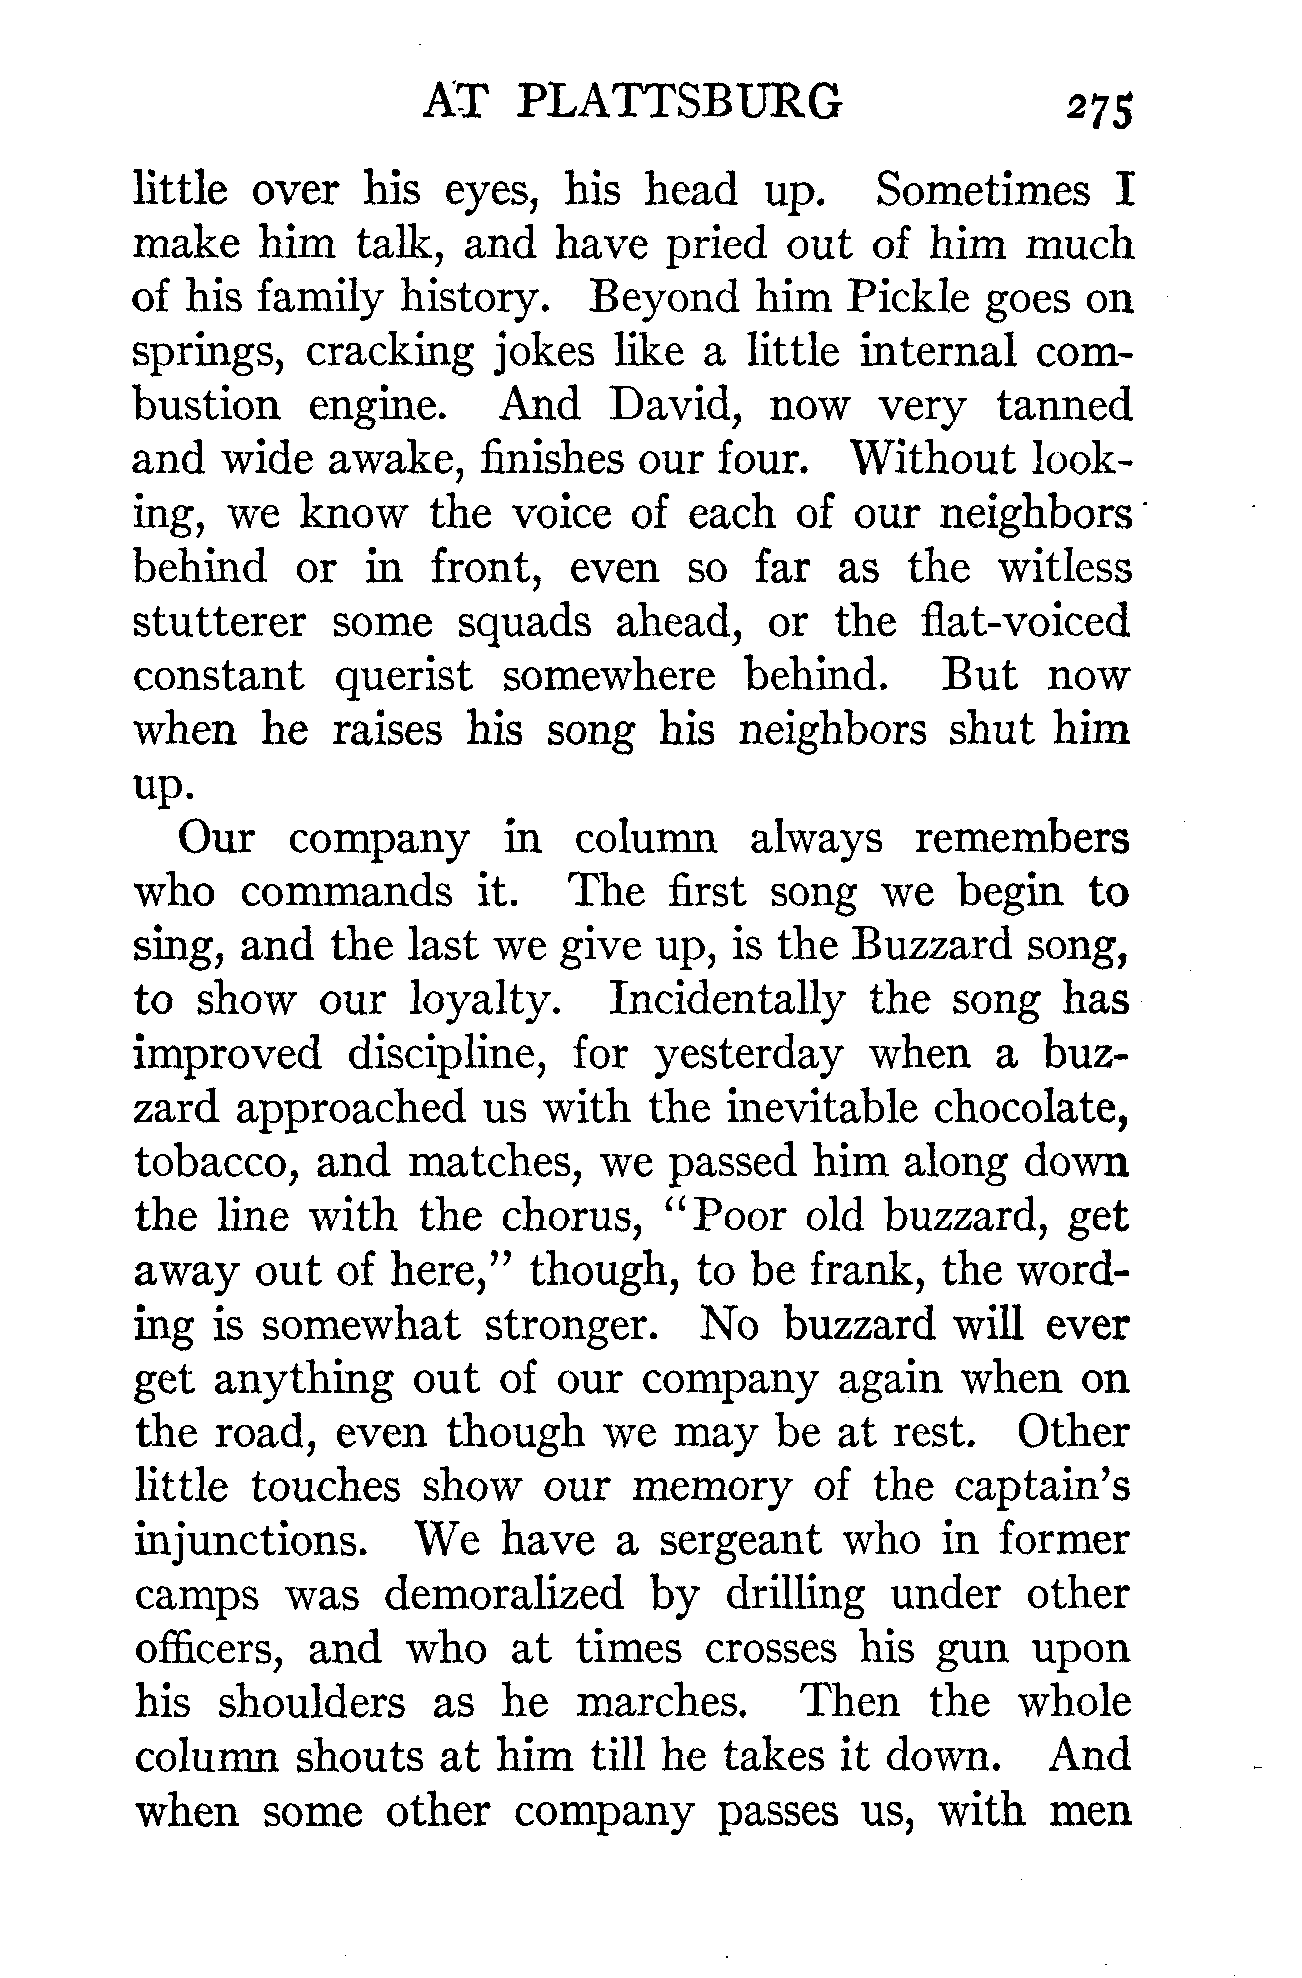 AT PLATTSBURG 275
little over his eyes, his head up. Sometimes I
make him talk, and have pried out of him much
of his family history. Beyond him Pickle goes on
springs, cracking jokes like a little internal com-
bustion engine. And David, now very tanned
and wide awake, finishes our four. Without look-
ing, we know the voice of each of our neighbors
behind or in front, even so far as the witless
stutterer some squads ahead, or the flat-voiced
constant querist somewhere behind. But now
when he raises his song his neighbors shut him
up.
Our company in column always remembers
who commands it. The first song we begin to
sing, and the last we give up, is the Buzzard song,
to show our loyalty. Incidentally the song has
improved discipline, for yesterday when a buz-
zard approached us with the inevitable chocolate,
tobacco, and matches, we passed him along down
the line with the chorus, "Poor old buzzard, get
away out of here," though, to be frank, the word-
ing is somewhat stronger. No buzzard will ever
get anything out of our company again when on
the road, even though we may be at rest. Other
little touches show our memory of the captain's
injunctions. We have a sergeant who in former
camps was demoralized by drilling under other
officers, and who at times crosses his gun upon
his shoulders as he marches. Then the whole
column shouts at him till he takes it down. And
when some other company passes us, with men